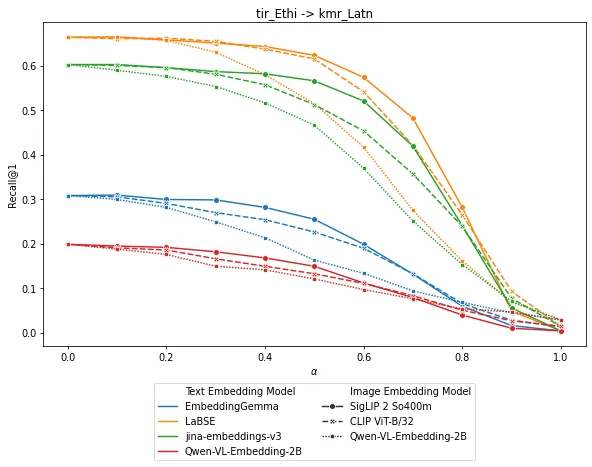 tir_Ethi -> kmr_Latn
Recall@1
0.6
0.5
0.4
0.3
0.2
0.1
0.0
0.0 0.2 0.4 0.6 0.8 1.0
α
Text Embedding Model Image Embedding Model
EmbeddingGemma SigLIP 2 So400m
LaBSE CLIP ViT-B/32
jina-embeddings-v3 Qwen-VL-Embedding-2B
Qwen-VL-Embedding-2B